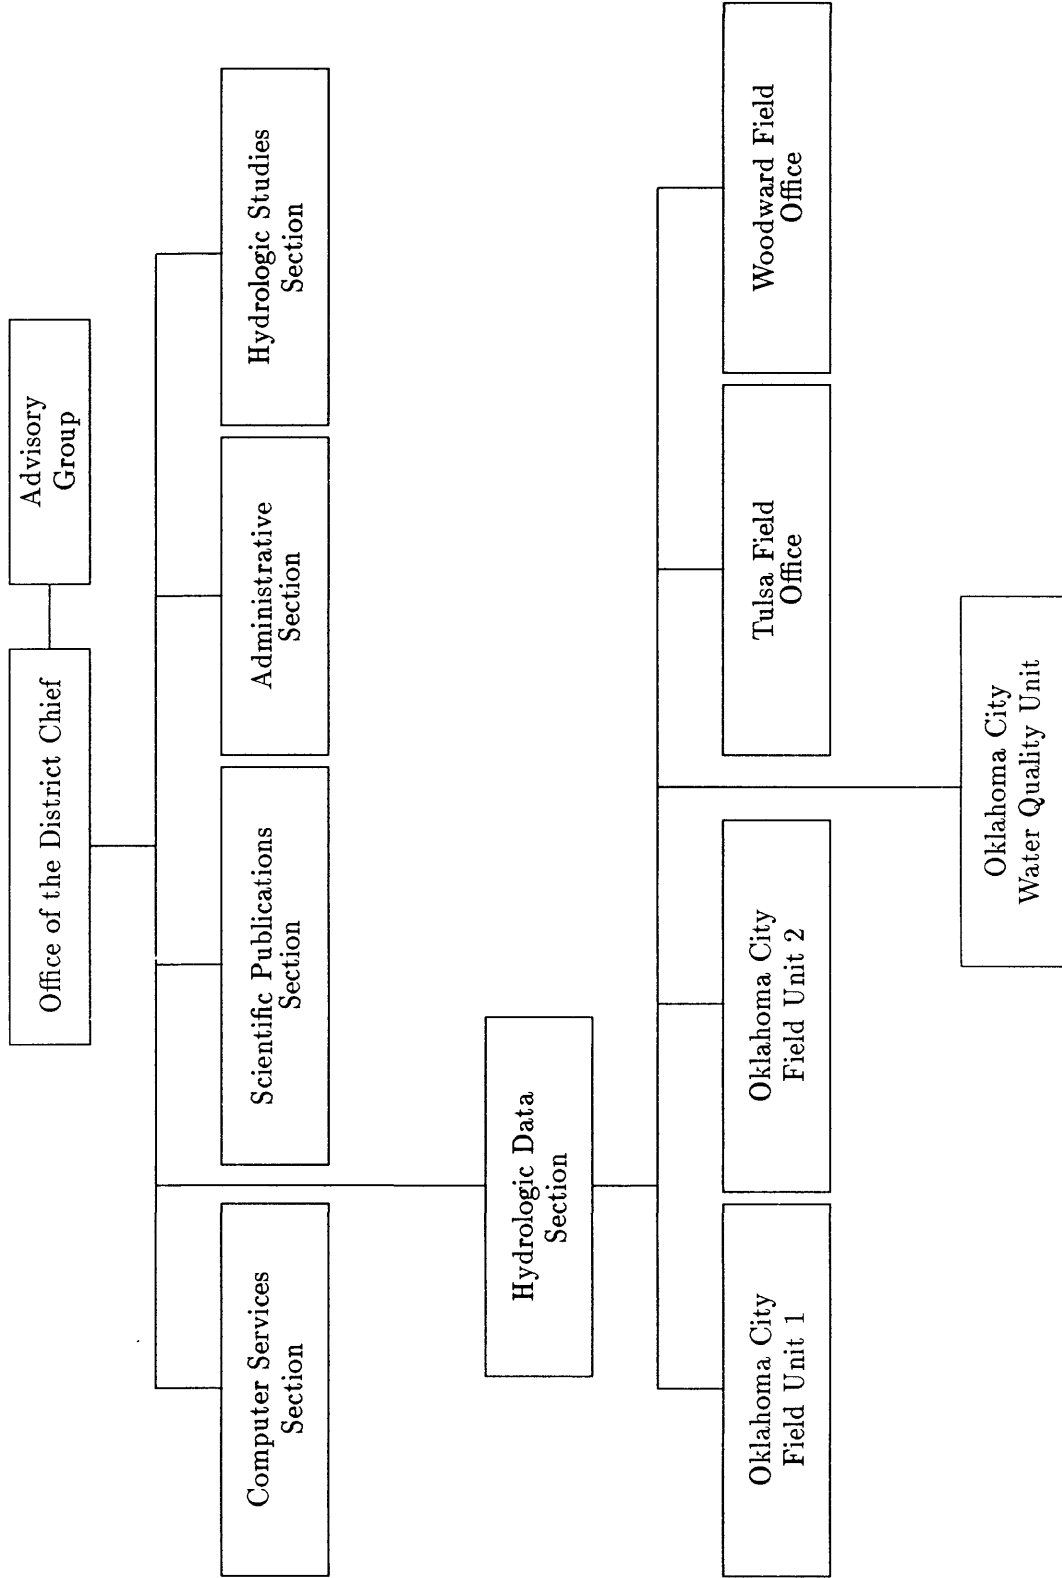 Office of the District Chief
Advisory
Group
Computer Services
Section
Scientific Publications
Section
Administrative
Section
Hydrologic Studies
Section
Hydrologic Data
Section
Oklahoma City
Field Unit 1
Oklahoma City
Field Unit 2
Tulsa Field
Office
Woodward Field
Office
Oklahoma City
Water Quality Unit